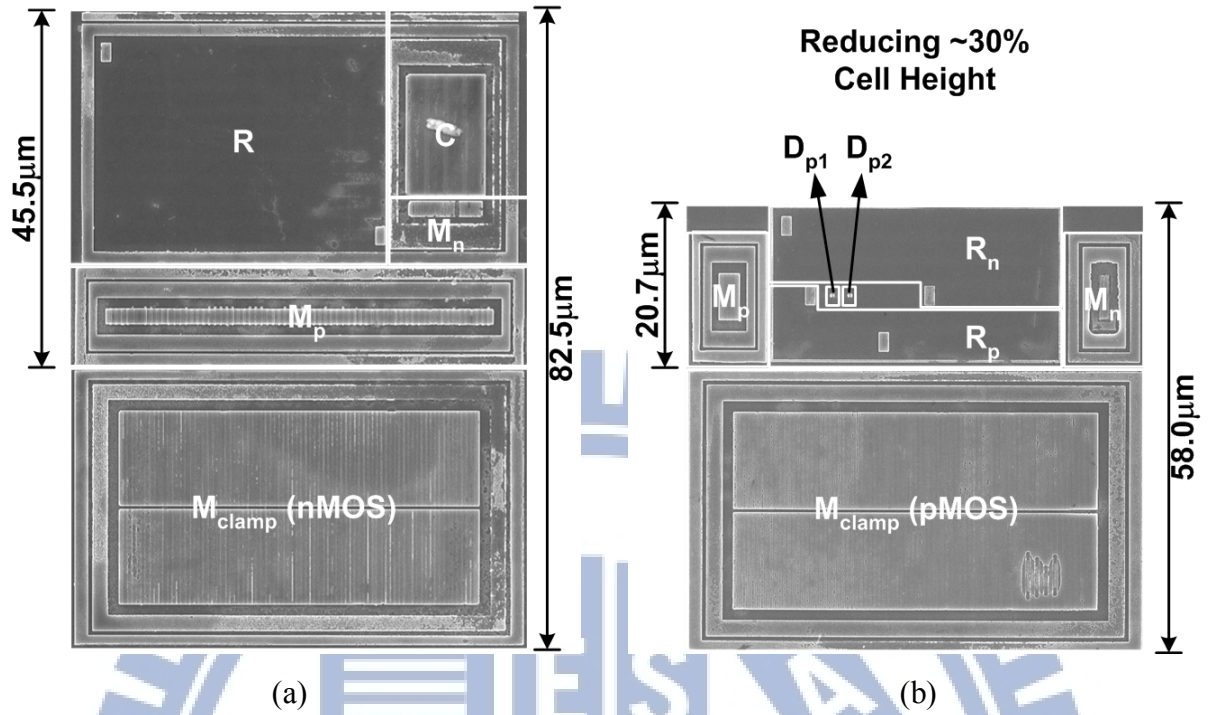 Reducing ~30%
Cell Height
45.5μm
82.5μm
R
C
Mn
Mp
Mclamp (nMOS)
(a)
Dp1 Dp2
20.7μm
58.0μm
Rn
Mp
Mn
Rp
Mclamp (pMOS)
(b)
ESA